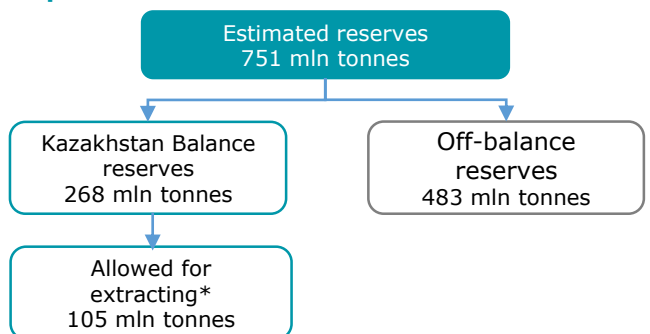 Estimated reserves
751 mln tonnes
Kazakhstan Balance
reserves
268 mln tonnes
Off-balance
reserves
483 mln tonnes
Allowed for
extracting*
105 mln tonnes